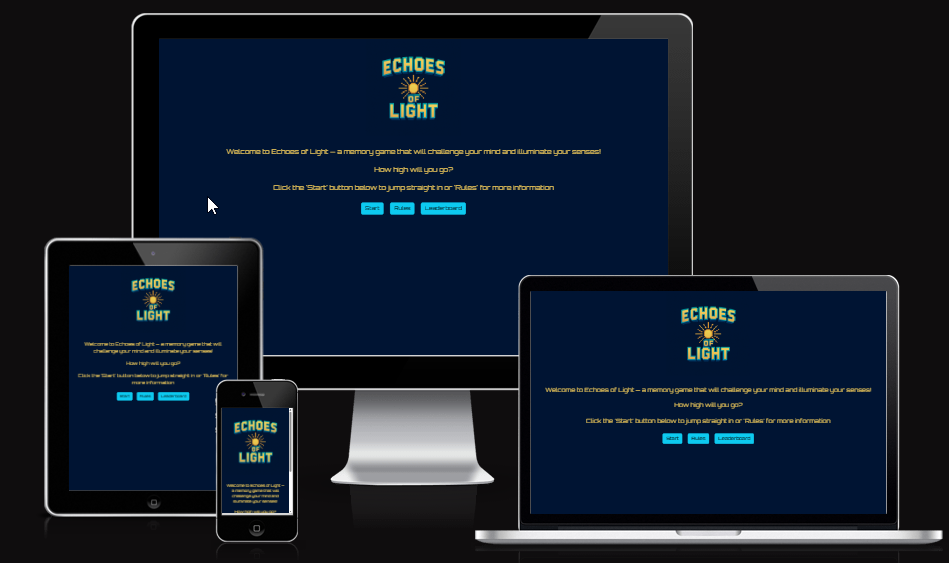 ECHOES
OF
LIGHT
Welcome to Echoes of Light – a memory game that will challenge your mind and illuminate your senses!
How high will you go?
Click the 'Start' button below to jump straight in or 'Rules' for more information
Start Rules Leaderboard
ECHOES
OF
LIGHT
Welcome to Echoes of Light – a memory game that will
challenge your mind and illuminate your senses!
How high will you go?
Click the 'Start' button below to jump straight in or 'Rules' for
more information
Start Rules Leaderboard
ECHOES
OF
LIGHT
Welcome to Echoes of Light –
a memory game that will
challenge your mind and
illuminate your senses!
How high will you go?
ECHOES
OF
LIGHT
Welcome to Echoes of Light – a memory game that will challenge your mind and illuminate your senses!
How high will you go?
Click the 'Start' button below to jump straight in or 'Rules' for more information
Start Rules Leaderboard